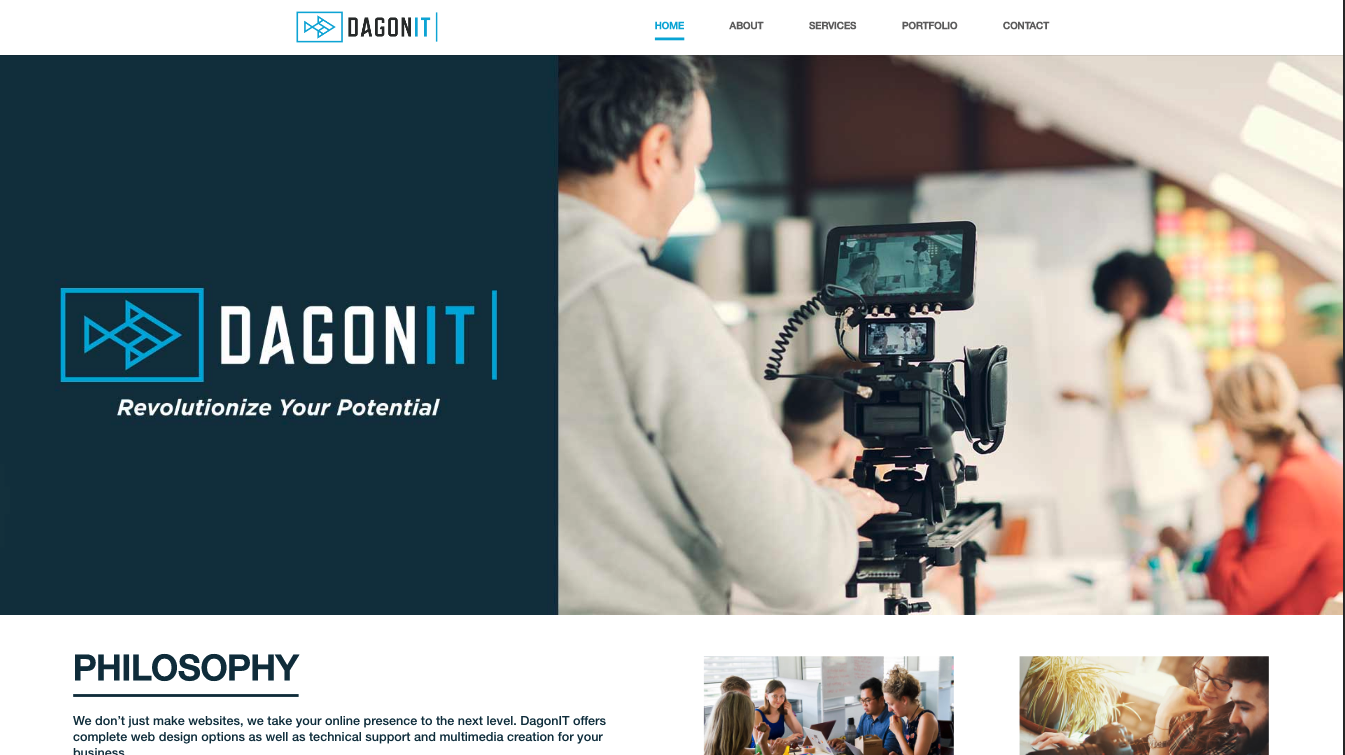 DAGONIT
HOME
ABOUT
SERVICES
PORTFOLIO
CONTACT
DAGONIT
Revolutionize Your Potential
PHILOSOPHY
We don’t just make websites, we take your online presence to the next level. DagonIT offers
complete web design options as well as technical support and multimedia creation for your
business.